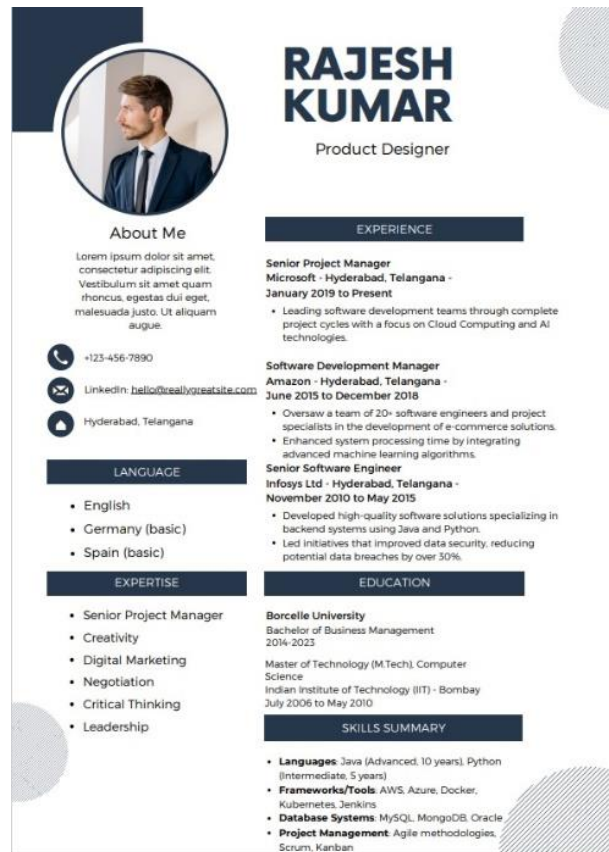 RAJESH
KUMAR
Product Designer
About Me
Lorem ipsum dolor sit amet,
consectetur adipiscing elit.
Vestibulum sit amet quam
rhoncus, egestas dui eget,
malesuada justo. Ut aliquam
augue.
+123-456-7890
LinkedIn: hello@reallygreatsite.com
Hyderabad, Telangana
LANGUAGE
• English
• Germany (basic)
• Spain (basic)
EXPERTISE
• Senior Project Manager
• Creativity
• Digital Marketing
• Negotiation
• Critical Thinking
• Leadership
EXPERIENCE
Senior Project Manager
Microsoft - Hyderabad, Telangana -
January 2019 to Present
• Leading software development teams through complete
project cycles with a focus on Cloud Computing and AI
technologies.
Software Development Manager
Amazon - Hyderabad, Telangana -
June 2015 to December 2018
• Oversaw a team of 20+ software engineers and project
specialists in the development of e-commerce solutions.
• Enhanced system processing time by integrating
advanced machine learning algorithms.
Senior Software Engineer
Infosys Ltd - Hyderabad, Telangana -
November 2010 to May 2015
• Developed high-quality software solutions specializing in
backend systems using Java and Python.
• Led initiatives that improved data security, reducing
potential data breaches by over 30%.
EDUCATION
Borcelle University
Bachelor of Business Management
2014-2023
Master of Technology (M.Tech), Computer
Science
Indian Institute of Technology (IIT) - Bombay
July 2006 to May 2010
SKILLS SUMMARY
• Languages: Java (Advanced, 10 years), Python
(Intermediate, 5 years)
• Frameworks/Tools: AWS, Azure, Docker,
Kubernetes, Jenkins
• Database Systems: MySQL, MongoDB, Oracle
• Project Management: Agile methodologies,
Scrum, Kanban